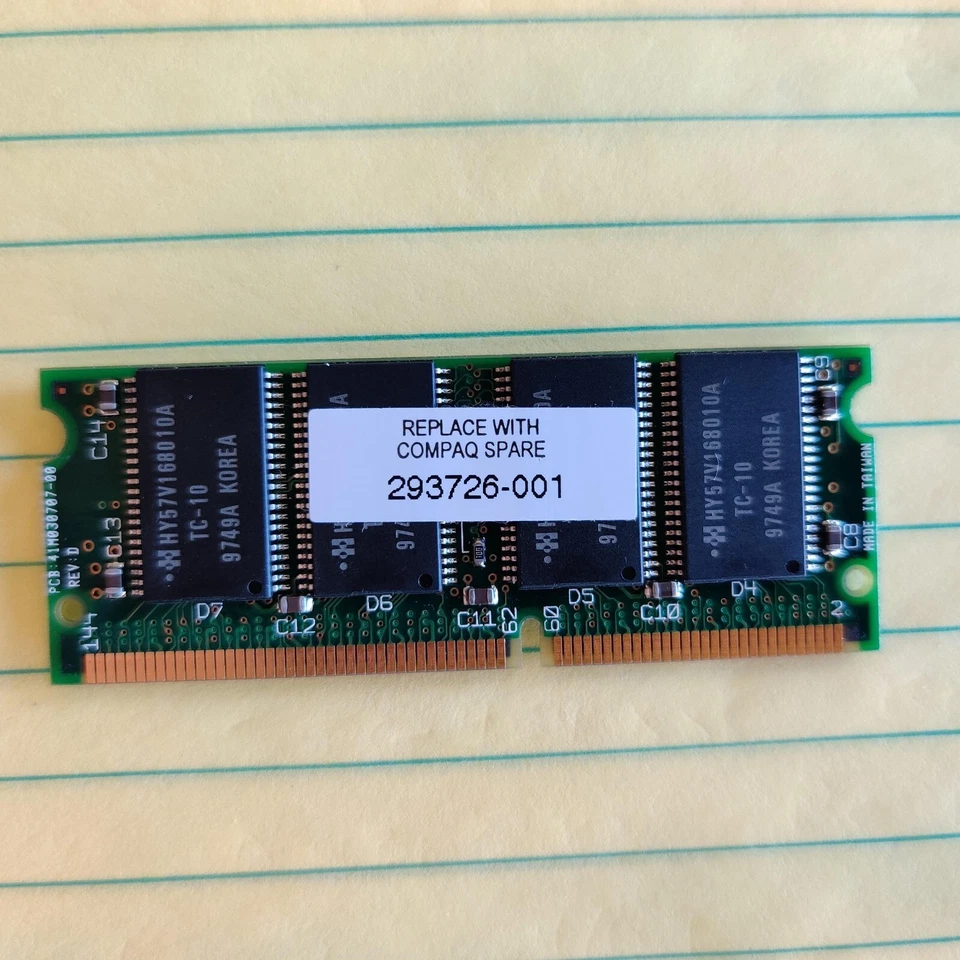 REPLACE WITH
COMPAQ SPARE
293726-001
HY57V168010A
TC-10
9749A KOREA
HY57V168010A
TC-10
9749A KOREA
PCB:41M030707-00
REV:D
MADE IN TAIWAN
C14
C13
C9
C8
D7
C12
D6
C11
62
60
D5
C10
D4
2
144